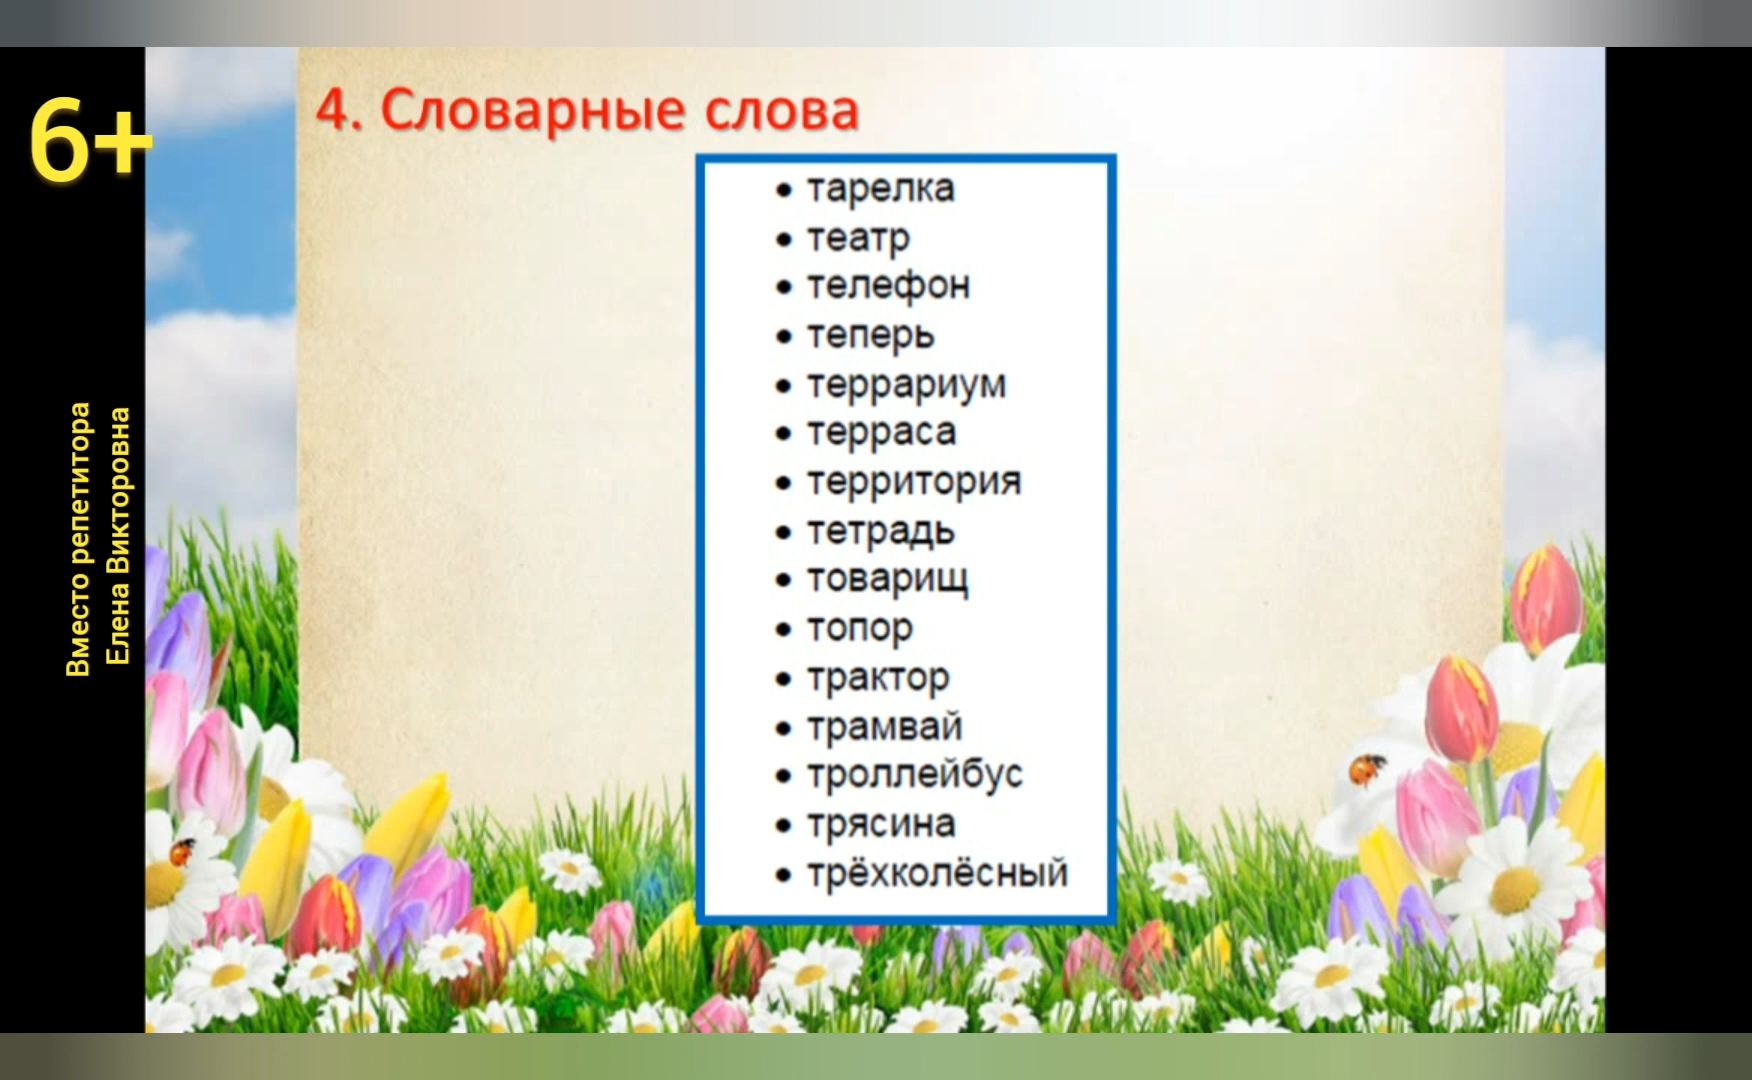 6+
4. Словарные слова
• тарелка
• театр
• телефон
• теперь
• террариум
• терраса
• территория
• тетрадь
• товарищ
• топор
• трактор
• трамвай
• троллейбус
• трясина
• трёхколёсный
Вместо репетитора
Елена Викторовна